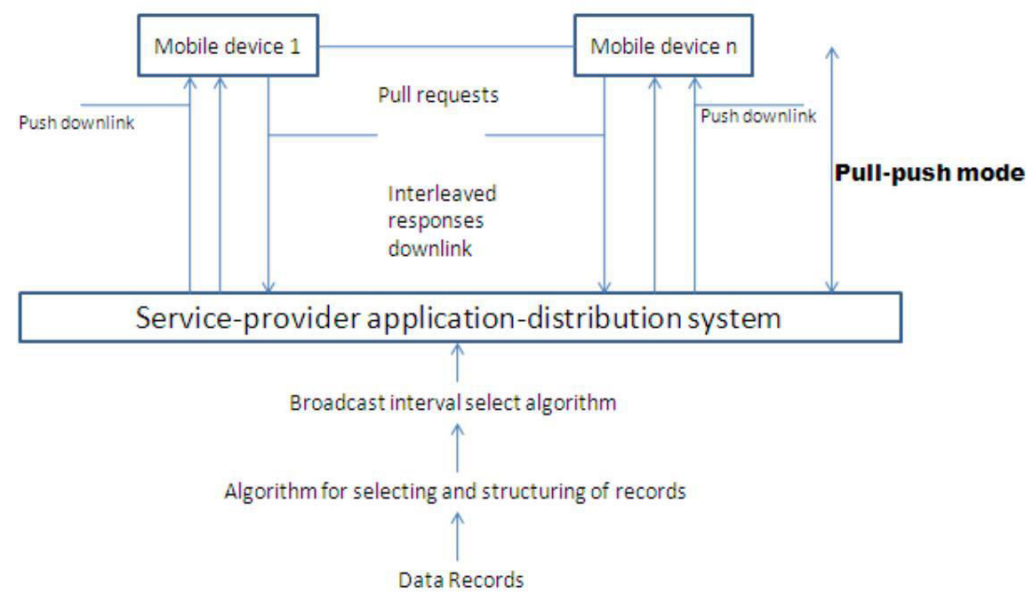 Mobile device 1
Mobile device n
Pull requests
Push downlink
Push downlink
Pull-push mode
Interleaved
responses
downlink
Service-provider application-distribution system
Broadcast interval select algorithm
Algorithm for selecting and structuring of records
Data Records